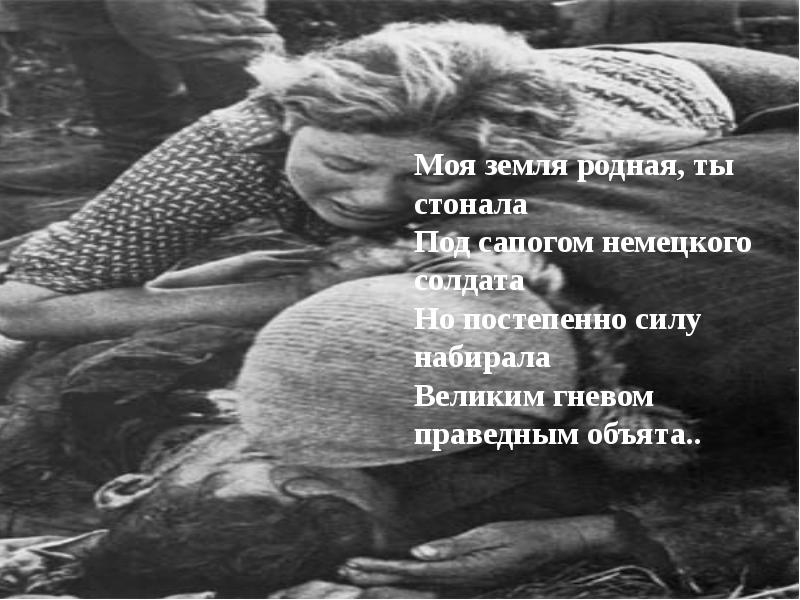 Моя земля родная, ты
стонала
Под сапогом немецкого
солдата
Но постепенно силу
набирала
Великим гневом
праведным объята..